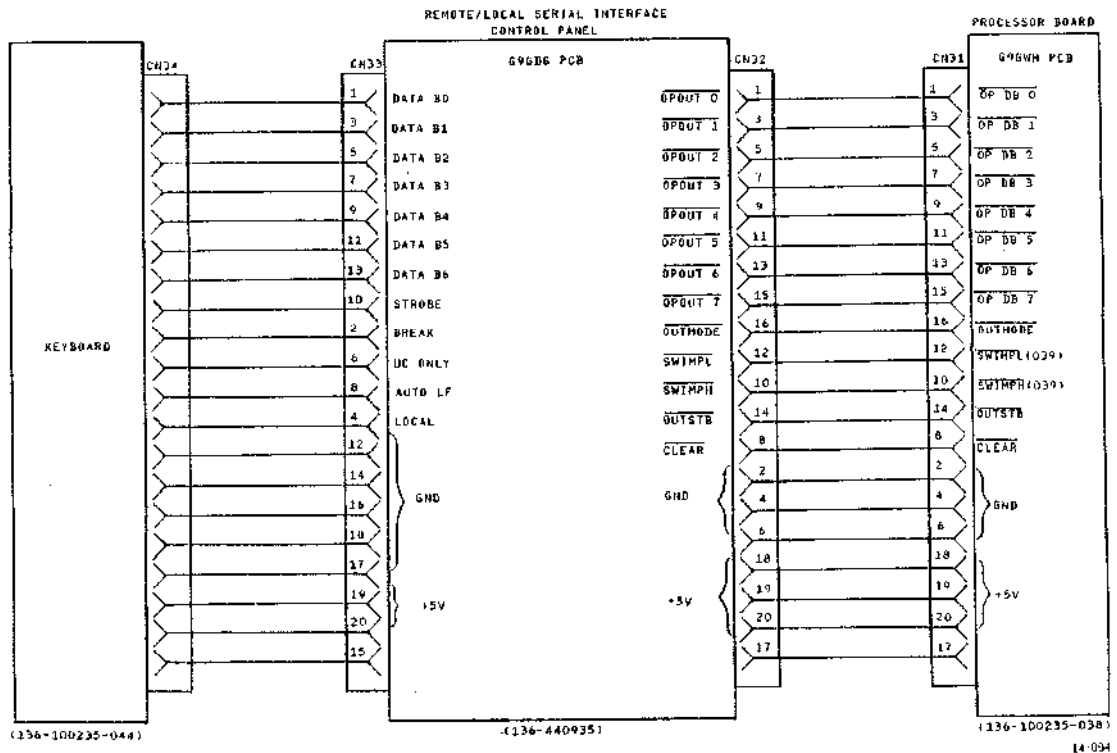 REMOTE/LOCAL SERIAL INTERFACE
CONTROL PANEL
PROCESSOR BOARD
CN34
CN33
G9GDG PCB
CN32
CN31
G9GWH PCB
KEYBOARD
1 DATA B0
3 DATA B1
5 DATA B2
7 DATA B3
9 DATA B4
11 DATA B5
13 DATA B6
10 STROBE
2 BREAK
6 UC ONLY
8 AUTO LF
4 LOCAL
12
14
16
18
17
GND
19
20
+5V
15
OPOUT 0 1
OPOUT 1 3
OPOUT 2 5
OPOUT 3 7
OPOUT 4 9
OPOUT 5 11
OPOUT 6 13
OPOUT 7 15
OUTMODE 16
SWIMPL 12
SWIMPH 10
OUTSTB 14
CLEAR 8
GND
2
4
6
+5V
18
19
20
17
1 OP DB 0
3 OP DB 1
5 OP DB 2
7 OP DB 3
9 OP DB 4
11 OP DB 5
13 OP DB 6
15 OP DB 7
16 OUTMODE
12 SWIMPL(039)
10 SWIMPH(039)
14 OUTSTB
8 CLEAR
2
4
6
GND
18
19
20
+5V
17
(136-100235-044)
(136-440935)
(136-100235-038)